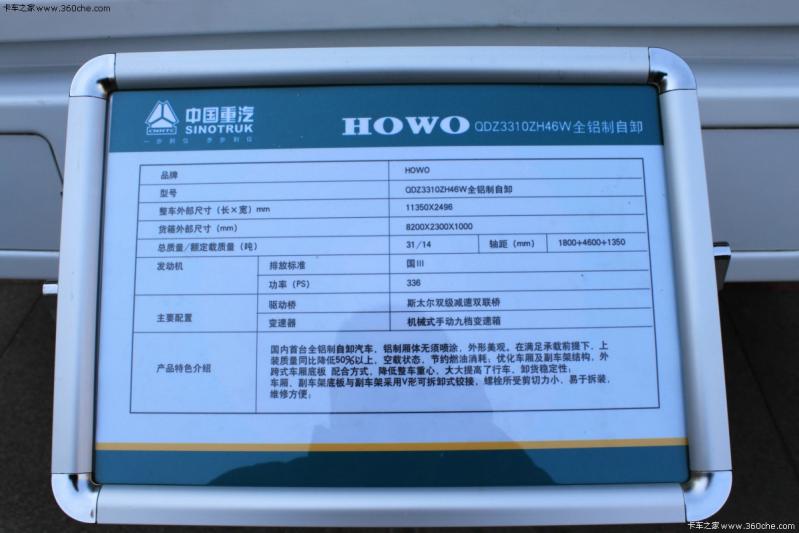 卡车之家 www.360che.com
中国重汽
SINOTRUK
CNHTC
一步到位 步步到位
HOWO QDZ3310ZH46W全铝制自卸
品牌 HOWO
型号 QDZ3310ZH46W全铝制自卸
整车外部尺寸（长×宽）mm 11350X2496
货箱外部尺寸（mm） 8200X2300X1000
总质量/额定载质量（吨） 31/14 轴距（mm） 1800+4600+1350
发动机 排放标准 国III
功率（PS） 336
主要配置 驱动桥 斯太尔双级减速双联桥
变速器 机械式手动九档变速箱
产品特色介绍
国内首台全铝制自卸汽车，铝制厢体无须喷涂，外形美观。在满足承载前提下，上
装质量同比降低50%以上，空载状态，节约燃油消耗，优化车厢及副车架结构，外
跨式车厢底板 配合方式，降低整车重心，大大提高了行车、卸货稳定性；
车厢、副车架底板与副车架采用V形可拆卸式铰接，螺栓所受剪切力小，易于拆装，
维修方便；
卡车之家 www.360che.com